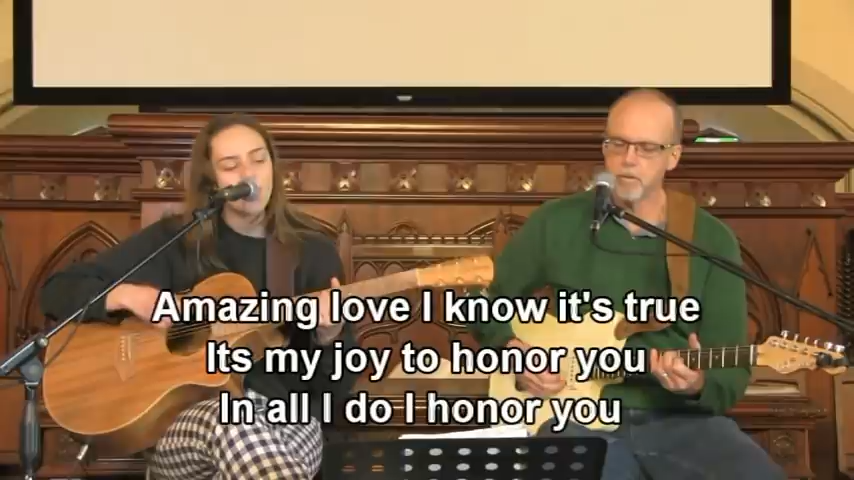 Amazing love I know it's true
Its my joy to honor you
In all I do I honor you